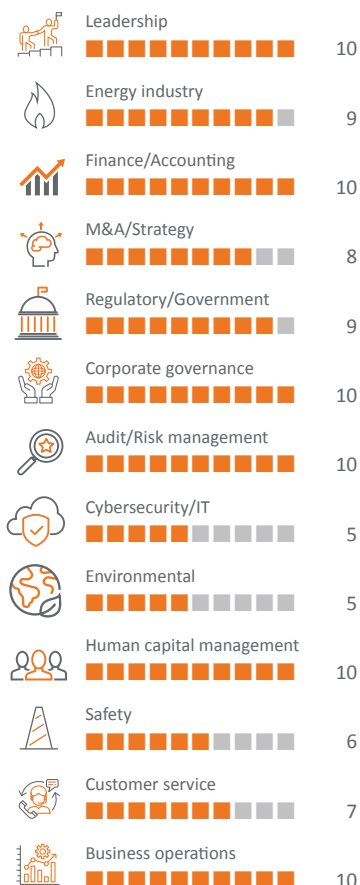 Leadership
10
Energy industry
9
Finance/Accounting
10
M&A/Strategy
8
Regulatory/Government
9
Corporate governance
10
Audit/Risk management
10
Cybersecurity/IT
5
Environmental
5
Human capital management
10
Safety
6
Customer service
7
Business operations
10